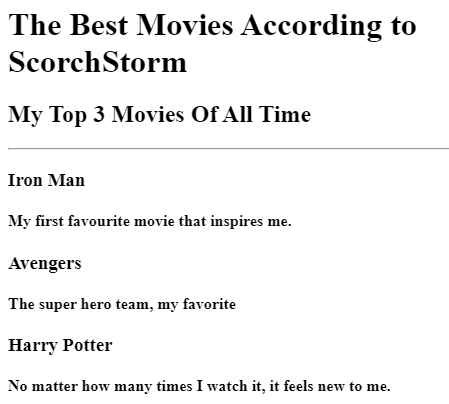 The Best Movies According to
ScorchStorm
My Top 3 Movies Of All Time
Iron Man
My first favourite movie that inspires me.
Avengers
The super hero team, my favorite
Harry Potter
No matter how many times I watch it, it feels new to me.